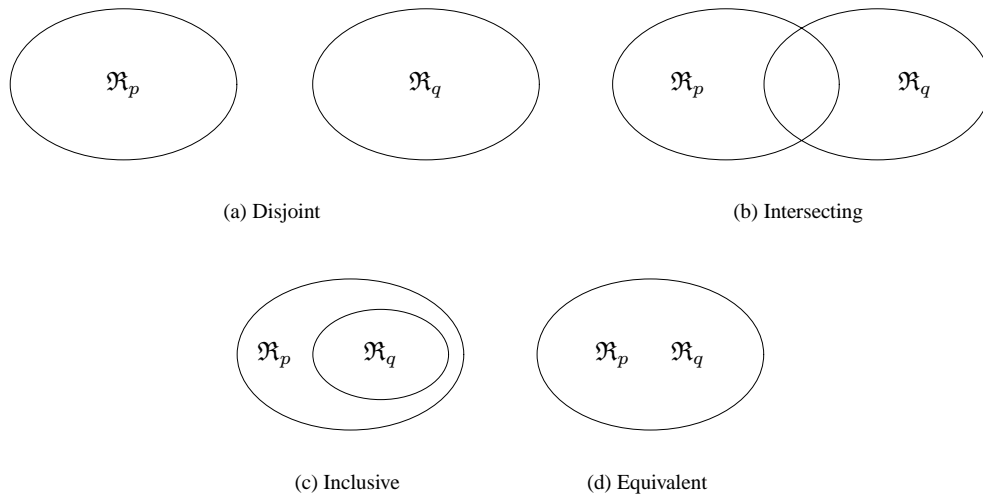 ℜp ℜq ℜp ℜq
(a) Disjoint (b) Intersecting
ℜp ℜq ℜp ℜq
(c) Inclusive (d) Equivalent